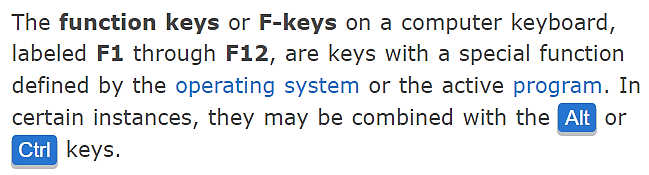 The function keys or F-keys on a computer keyboard,
labeled F1 through F12, are keys with a special function
defined by the operating system or the active program. In
certain instances, they may be combined with the Alt or
Ctrl keys.